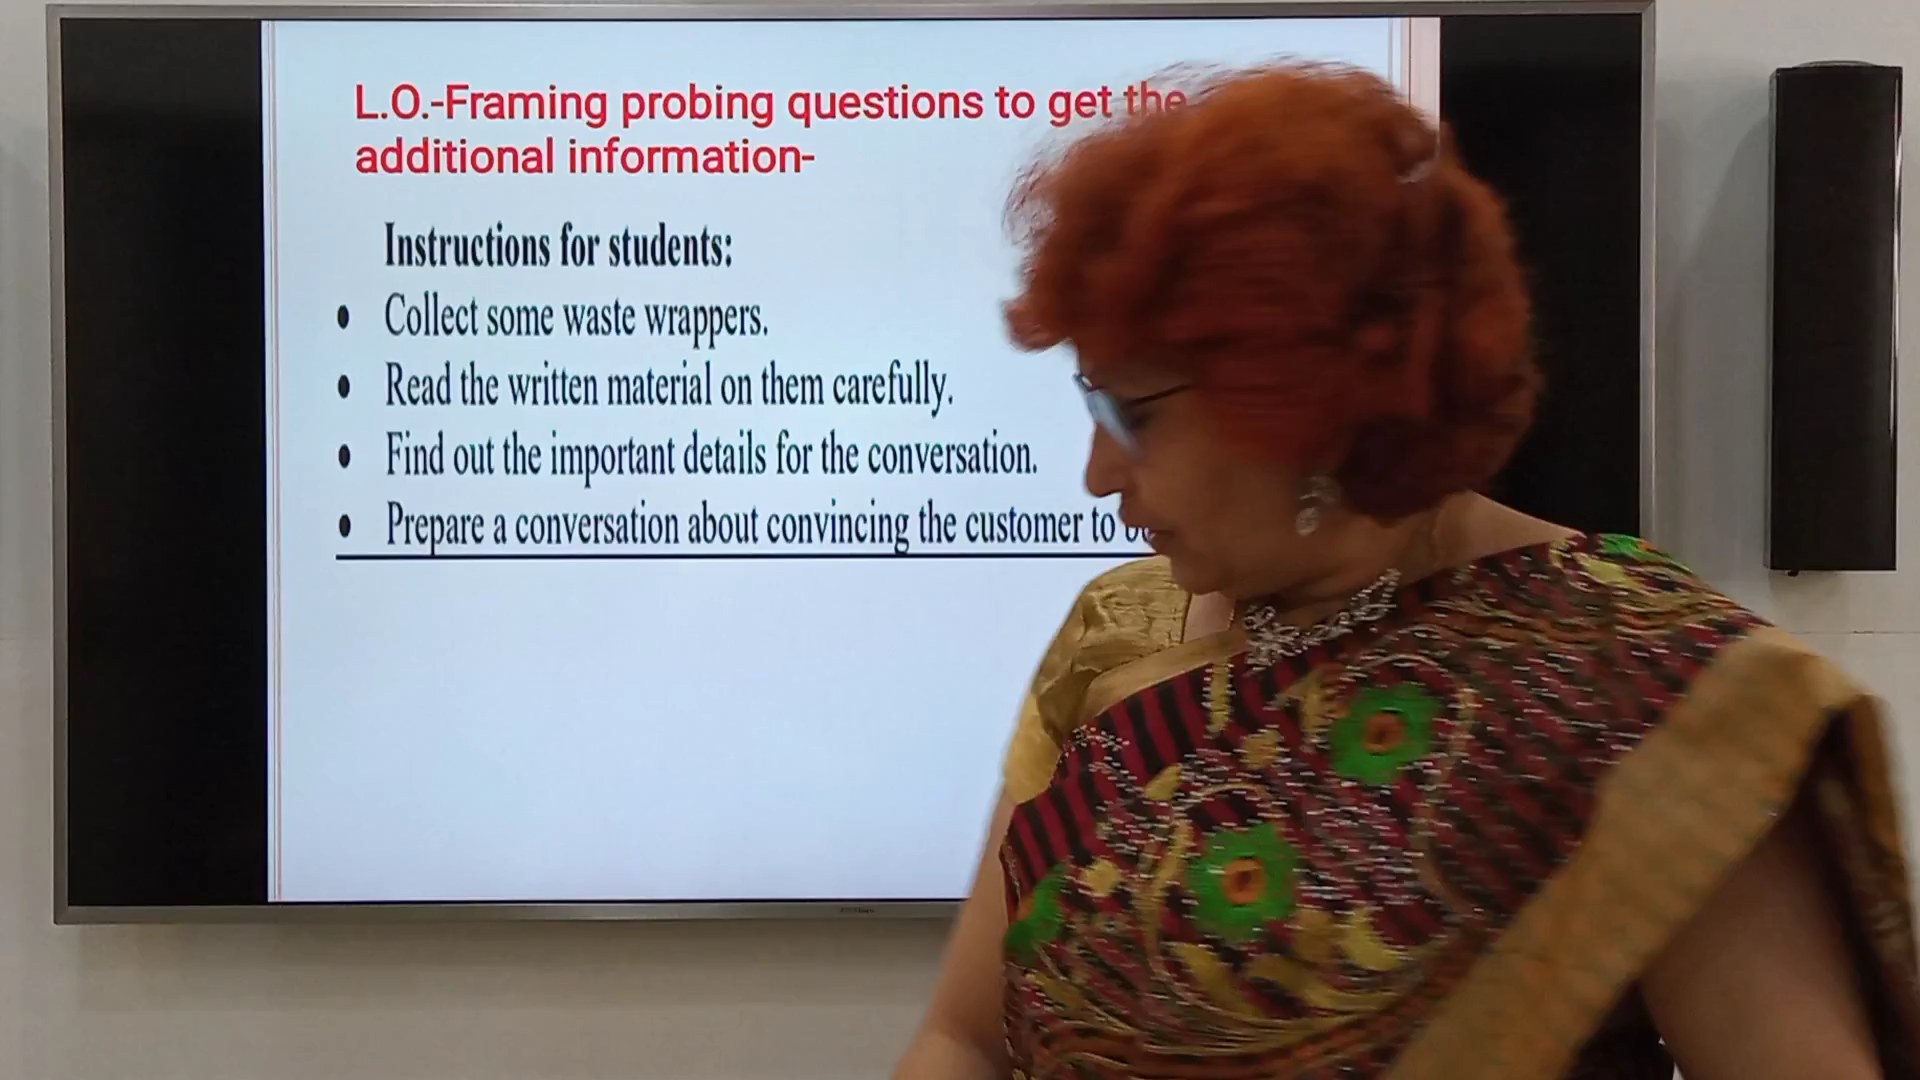 L.O.-Framing probing questions to get the
additional information-
Instructions for students:
• Collect some waste wrappers.
• Read the written material on them carefully.
• Find out the important details for the conversation.
• Prepare a conversation about convincing the customer to